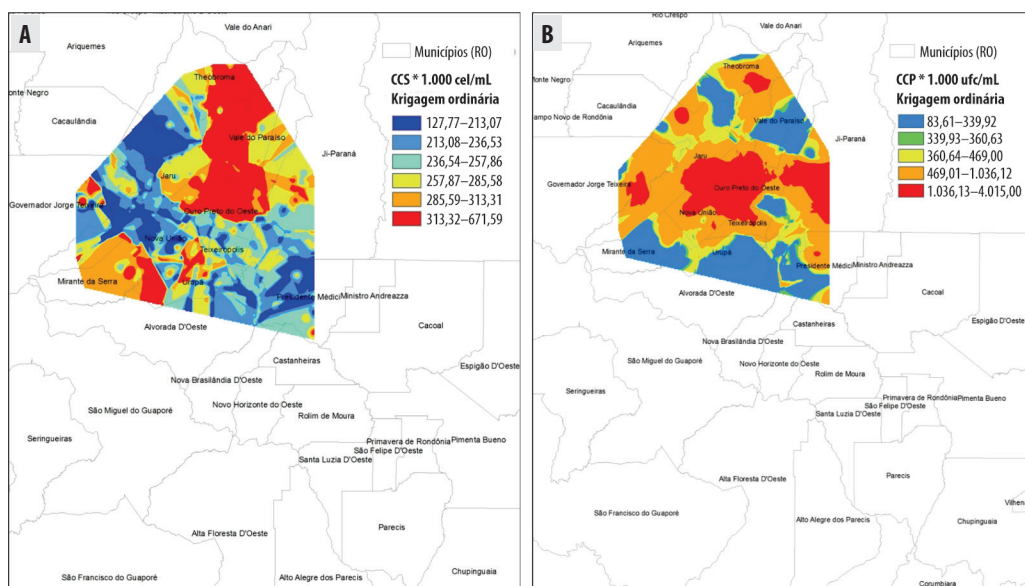 A
Vale do Anari
Ariquemes
Municípios (RO)
CCS * 1.000 cel/mL
Krigagem ordinária
127,77–213,07
213,08–236,53
236,54–257,86
257,87–285,58
285,59–313,31
313,32–671,59
Theobroma
Monte Negro
Cacaulândia
Vale do Paraíso
Ji-Paraná
Jaru
Governador Jorge Teixeira
Ouro Preto do Oeste
Nova União
Teixeirópolis
Mirante da Serra
Urupá
Presidente Médici
Ministro Andreazza
Alvorada D'Oeste
Cacoal
Castanheiras
Espigão D'Oeste
Nova Brasilândia D'Oeste
São Miguel do Guaporé
Novo Horizonte do Oeste
Rolim de Moura
Seringueiras
Primavera de Rondônia
Pimenta Bueno
São Felipe D'Oeste
Santa Luzia D'Oeste
Alta Floresta D'Oeste
Parecis
São Francisco do Guaporé
Alto Alegre dos Parecis
Chupinguaia
B
Rio Crespo
Vale do Anari
Ariquemes
Municípios (RO)
CCP * 1.000 ufc/mL
Krigagem ordinária
83,61–339,92
339,93–360,63
360,64–469,00
469,01–1.036,12
1.036,13–4.015,00
Theobroma
Monte Negro
Cacaulândia
ampo Novo de Rondônia
Vale do Paraíso
Ji-Paraná
Jaru
Governador Jorge Teixeira
Ouro Preto do Oeste
Nova União
Teixeirópolis
Mirante da Serra
Urupá
Presidente Médici
Ministro Andreazza
Alvorada D'Oeste
Cacoal
Castanheiras
Espigão D'Oeste
Nova Brasilândia D'Oeste
São Miguel do Guaporé
Novo Horizonte do Oeste
Rolim de Moura
Seringueiras
Primavera de Rondônia
Pimenta Bueno
São Felipe D'Oeste
Santa Luzia D'Oeste
Alta Floresta D'Oeste
Parecis
Vilhena
São Francisco do Guaporé
Alto Alegre dos Parecis
Chupinguaia
Corumbiara